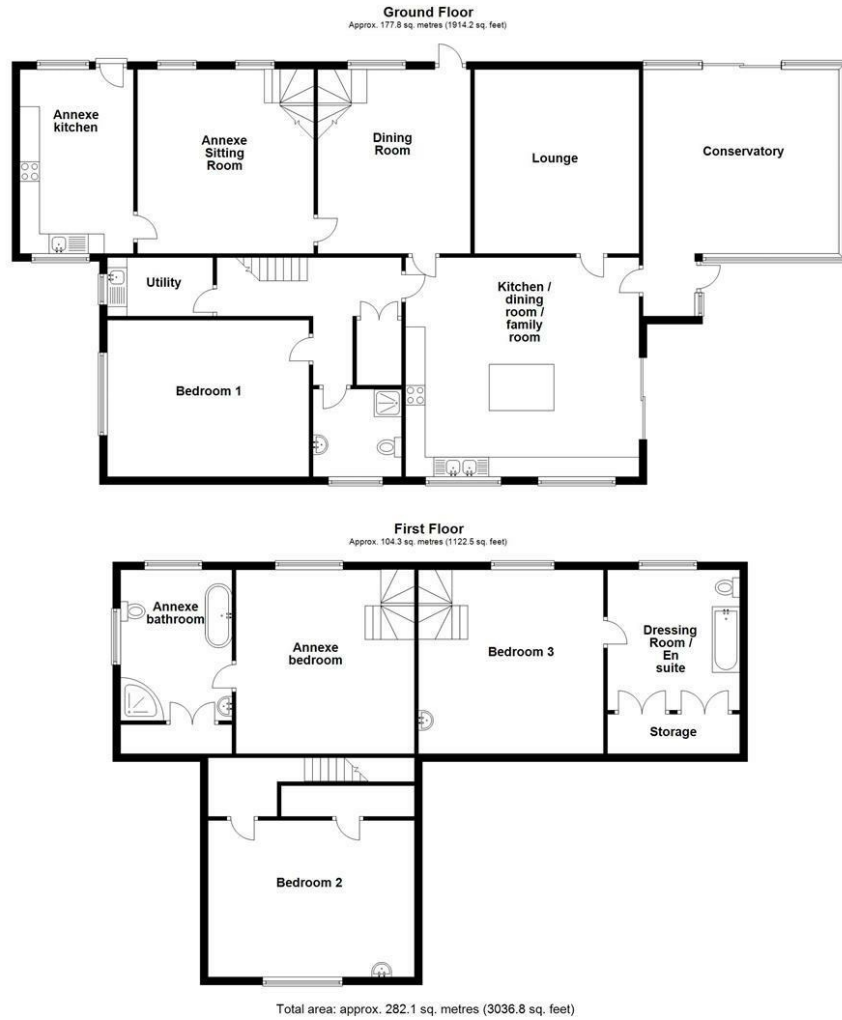 Ground Floor
Approx. 177.8 sq. metres (1914.2 sq. feet)
Annexe
kitchen
Annexe
Sitting
Room
Dining
Room
Lounge
Conservatory
Utility
Kitchen /
dining
room /
family
room
Bedroom 1
First Floor
Approx. 104.3 sq. metres (1122.5 sq. feet)
Annexe
bathroom
Annexe
bedroom
Bedroom 3
Dressing
Room /
En
suite
Storage
Bedroom 2
Total area: approx. 282.1 sq. metres (3036.8 sq. feet)